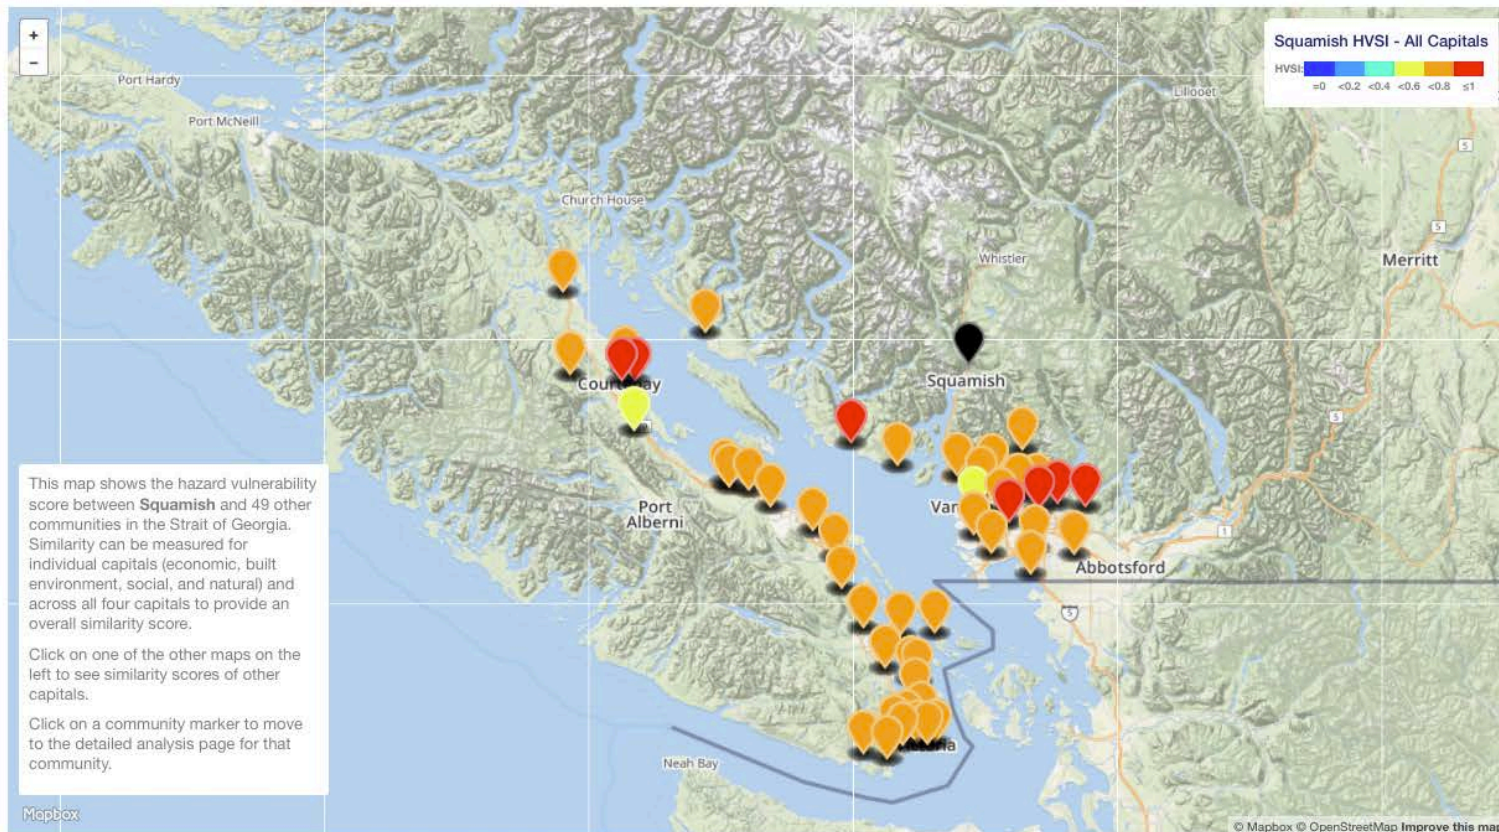 +
−
Port Hardy
Port McNeill
Church House
Lillooet
Whistler
Merritt
5
5
5
Squamish HVSI - All Capitals
HVSI:
=0 <0.2 <0.4 <0.6 <0.8 ≤1
Squamish
Port
Alberni
Abbotsford
1
5
Neah Bay
This map shows the hazard vulnerability
score between Squamish and 49 other
communities in the Strait of Georgia.
Similarity can be measured for
individual capitals (economic, built
environment, social, and natural) and
across all four capitals to provide an
overall similarity score.
Click on one of the other maps on the
left to see similarity scores of other
capitals.
Click on a community marker to move
to the detailed analysis page for that
community.
Mapbox
© Mapbox © OpenStreetMap Improve this map